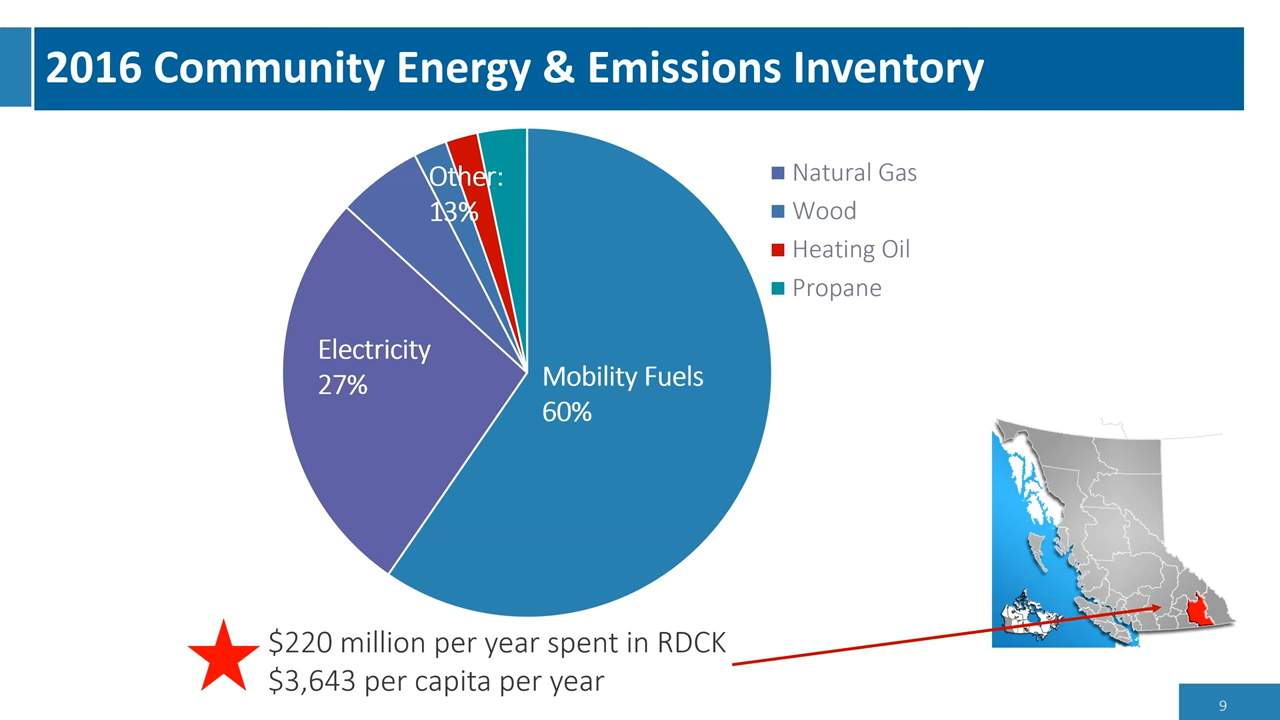 2016 Community Energy & Emissions Inventory
Other:
13%
Natural Gas
Wood
Heating Oil
Propane
Electricity
27%
Mobility Fuels
60%
$220 million per year spent in RDCK
$3,643 per capita per year
9